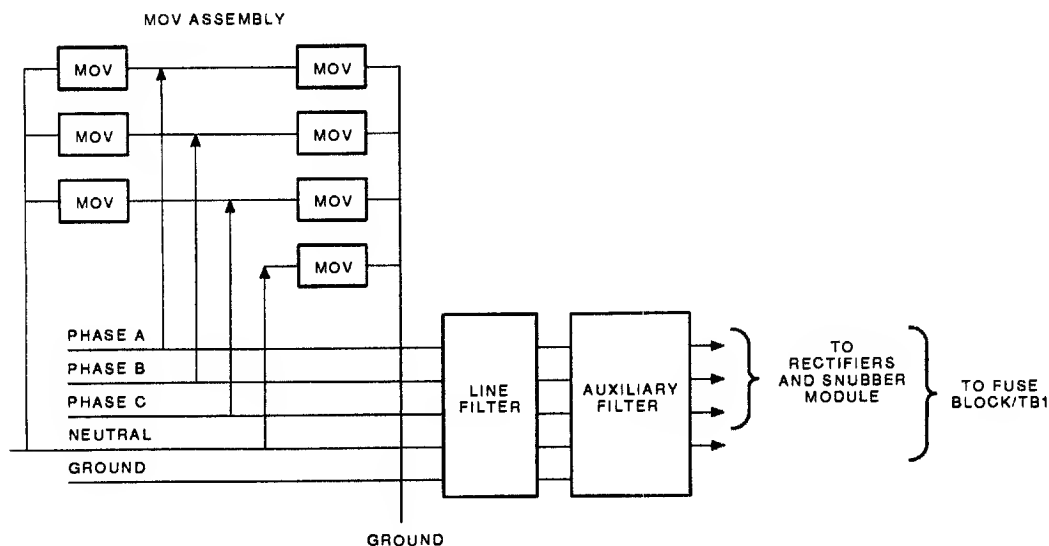 MOV ASSEMBLY
MOV
MOV
MOV
MOV
MOV
MOV
MOV
PHASE A
PHASE B
PHASE C
NEUTRAL
GROUND
LINE
FILTER
AUXILIARY
FILTER
TO
RECTIFIERS
AND SNUBBER
MODULE
TO FUSE
BLOCK/TB1
GROUND